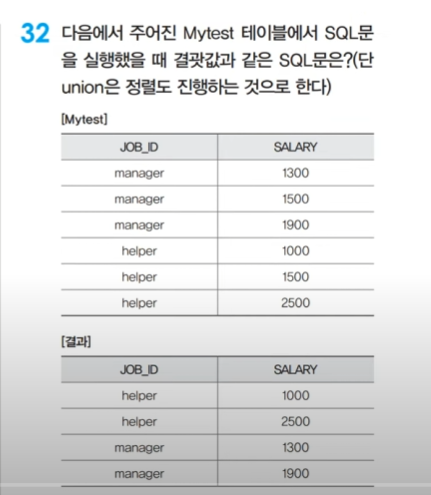 32 다음에서 주어진 Mytest 테이블에서 SQL문
을 실행했을 때 결괏값과 같은 SQL문은?(단
union은 정렬도 진행하는 것으로 한다)
[Mytest]
JOB_ID SALARY
manager 1300
manager 1500
manager 1900
helper 1000
helper 1500
helper 2500
[결과]
JOB_ID SALARY
helper 1000
helper 2500
manager 1300
manager 1900